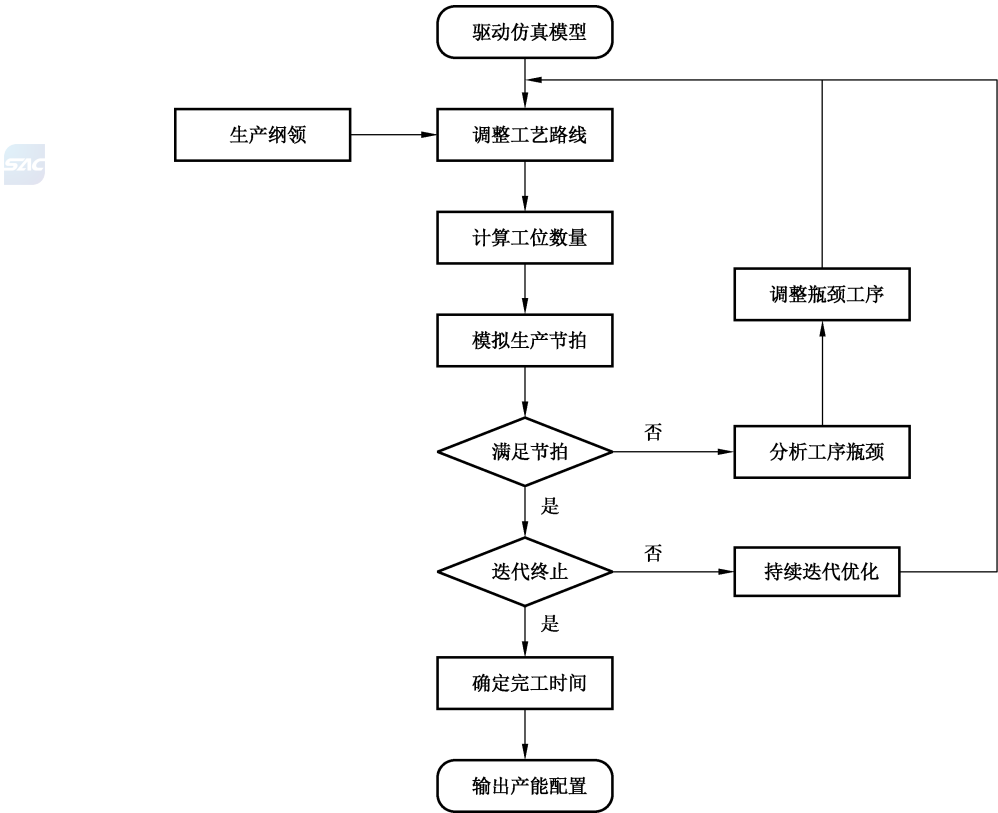 驱动仿真模型
生产纲领
调整工艺路线
SAC
计算工位数量
调整瓶颈工序
模拟生产节拍
否
满足节拍
分析工序瓶颈
是
否
迭代终止
持续迭代优化
是
确定完工时间
输出产能配置